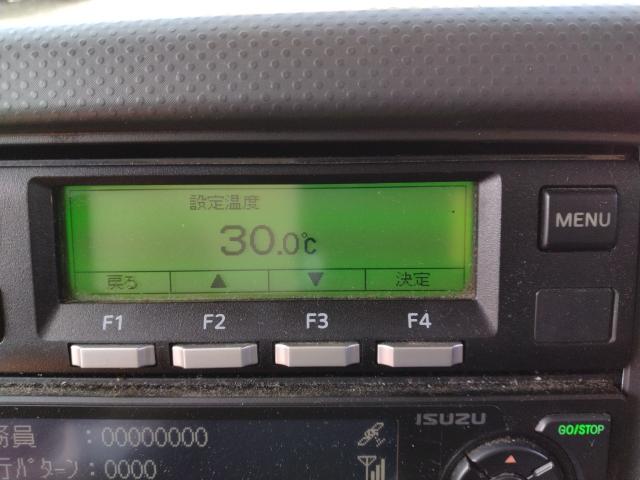 設定温度
30.0℃
戻る ▲ ▼ 決定
MENU
F1 F2 F3 F4
ISUZU
GO/STOP
務員 :00000000
行ﾊﾟﾀｰﾝ:0000